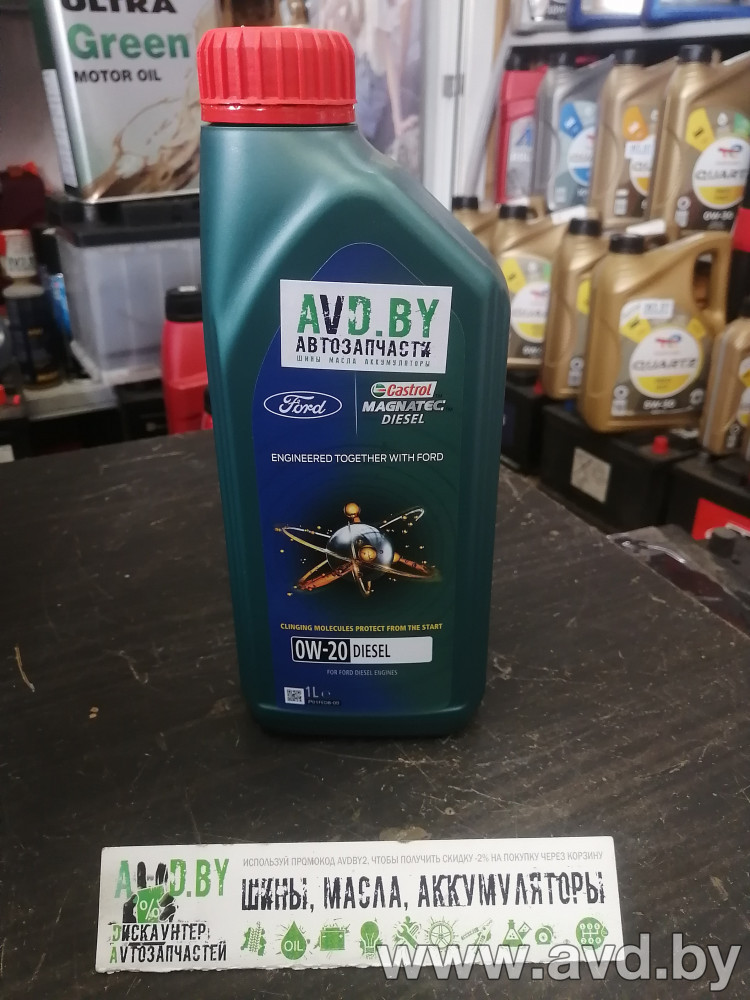 ULTRA
Green
MOTOR OIL
AVD.BY
АВТОЗАПЧАСТИ
ШИНЫ МАСЛА АККУМУЛЯТОРЫ
Ford
Castrol
MAGNATEC
DIESEL
ENGINEERED TOGETHER WITH FORD
CLINGING MOLECULES PROTECT FROM THE START
0W-20 DIESEL
FOR FORD DIESEL ENGINES
1L
QUARTZ
0W-30
QUARTZ
ИСПОЛЬЗУЙ ПРОМОКОД AVDBY2, ЧТОБЫ ПОЛУЧИТЬ СКИДКУ -2% НА ПОКУПКУ ЧЕРЕЗ КОРЗИНУ
AVD.BY
ШИНЫ, МАСЛА, АККУМУЛЯТОРЫ
%
ДИСКАУНТЕР
АВТОЗАПЧАСТЕЙ
OIL
www.avd.by